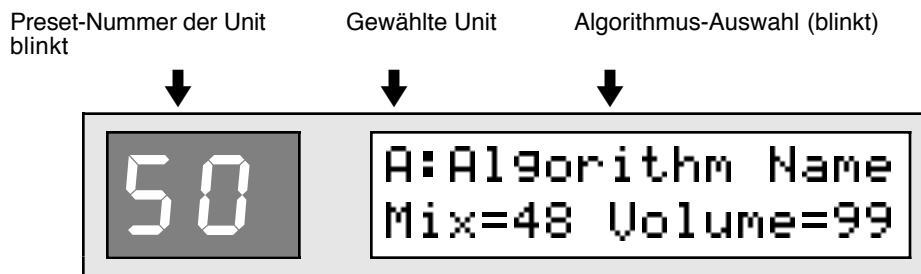 Preset-Nummer der Unit
blinkt
Gewählte Unit
Algorithmus-Auswahl (blinkt)
50
A:Algorithm Name
Mix=48 Volume=99